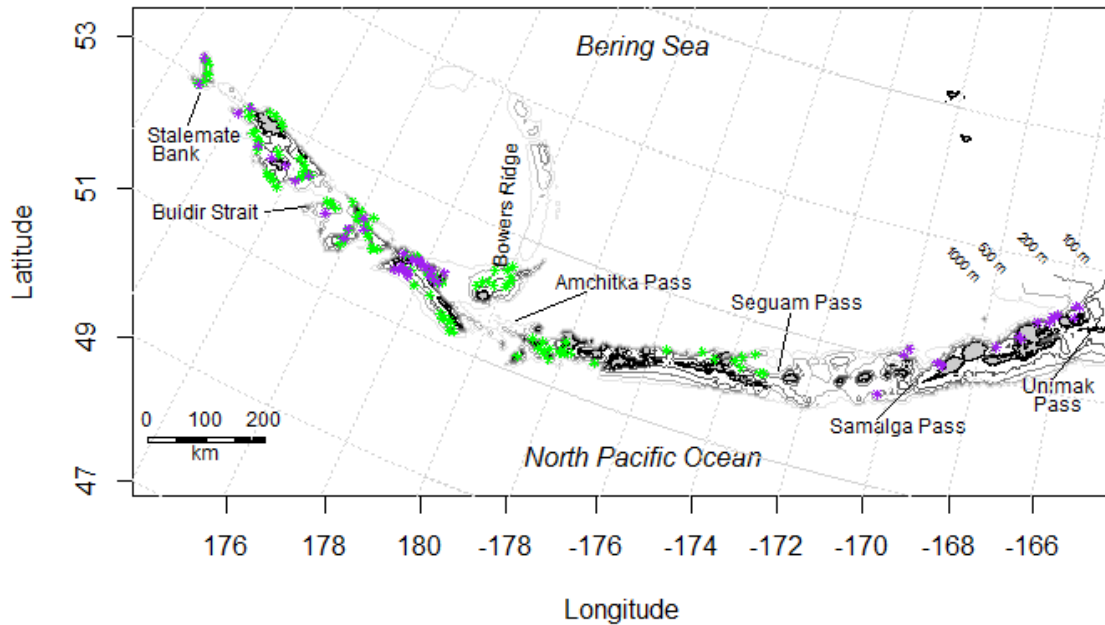 53
51
49
47
Latitude
Bering Sea
Stalemate
Bank
Buidir Strait
Bowers Ridge
Amchitka Pass
Seguam Pass
1000 m
500 m
200 m
100 m
Unimak
Pass
Samalga Pass
0 100 200
km
North Pacific Ocean
176 178 180 -178 -176 -174 -172 -170 -168 -166
Longitude